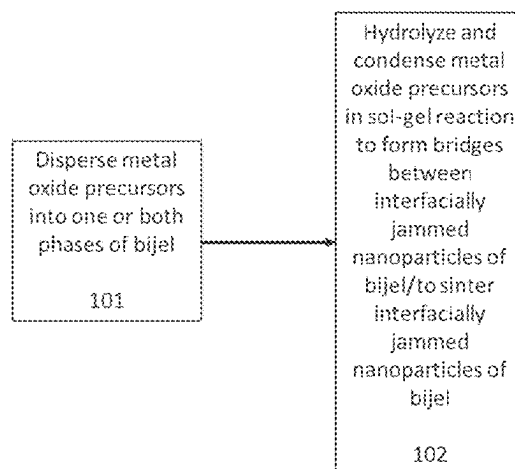 Disperse metal
oxide precursors
into one or both
phases of bijel
101
Hydrolyze and
condense metal
oxide precursors
in sol-gel reaction
to form bridges
between
interfacially
jammed
nanoparticles of
bijel/to sinter
interfacially
jammed
nanoparticles of
bijel
102